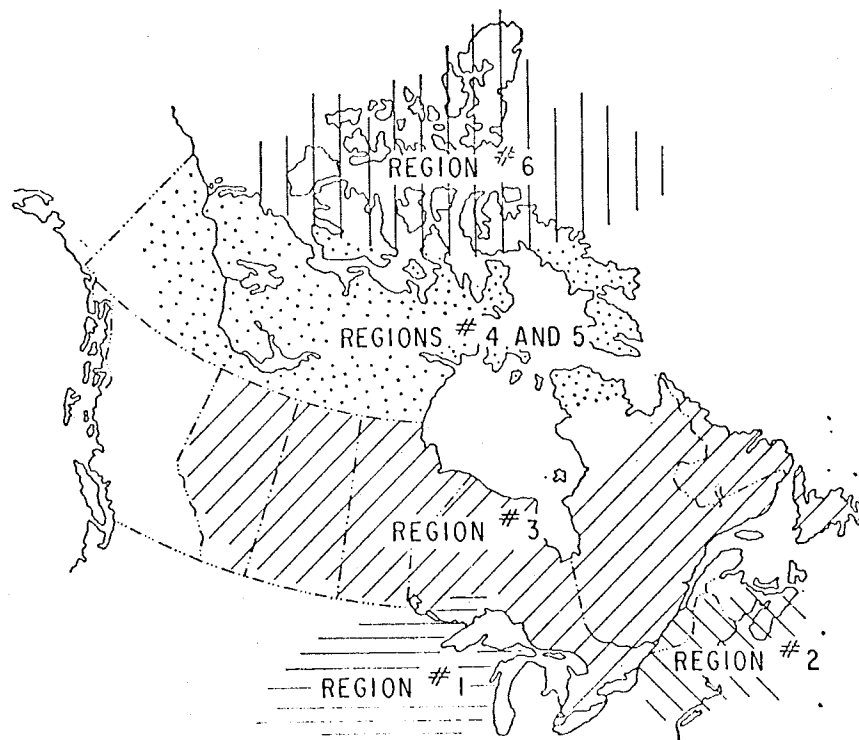 REGION #6
REGIONS #4 AND 5
REGION #3
REGION #2
REGION #1